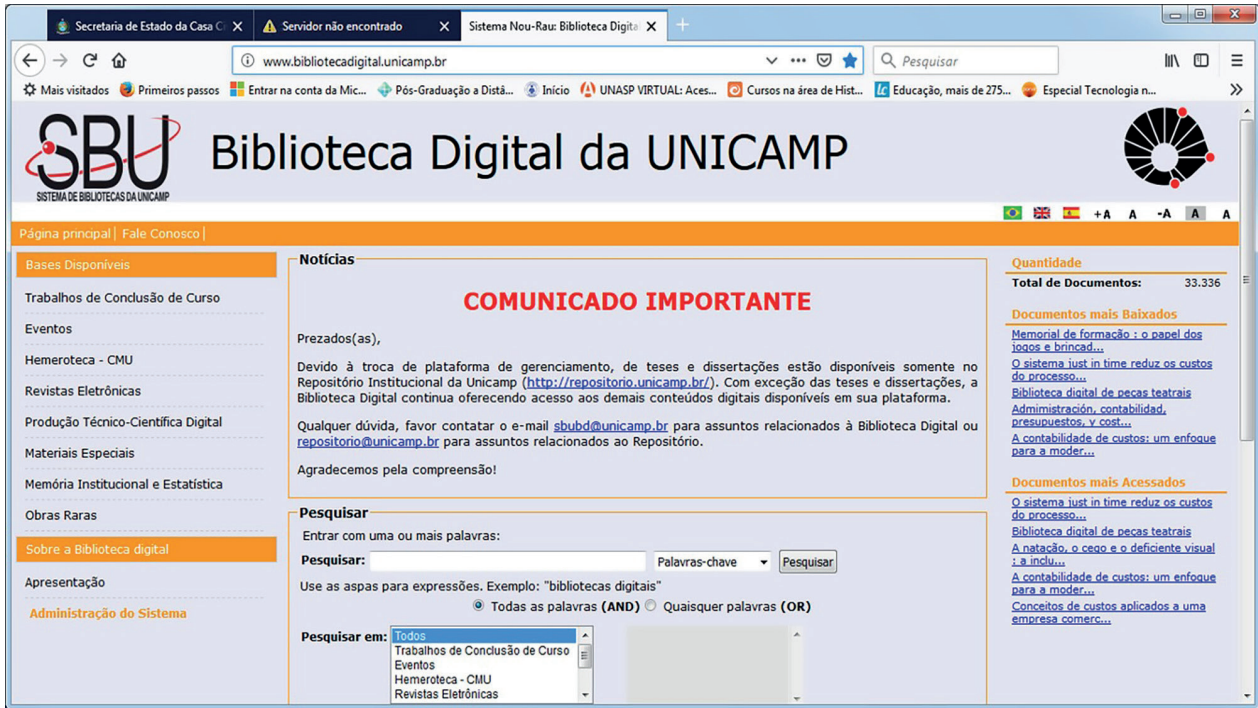 Secretaria de Estado da Casa Ci
Servidor não encontrado
Sistema Nou-Rau: Biblioteca Digital
www.bibliotecadigital.unicamp.br
Pesquisar
Mais visitados
Primeiros passos
Entrar na conta da Mic...
Pós-Graduação a Distâ...
Início
UNASP VIRTUAL: Aces...
Cursos na área de Hist...
Educação, mais de 275...
Especial Tecnologia n...
SBU
SISTEMA DE BIBLIOTECAS DA UNICAMP
Biblioteca Digital da UNICAMP
+A A -A A A
Página principal| Fale Conosco|
Bases Disponíveis
Trabalhos de Conclusão de Curso
Eventos
Hemeroteca - CMU
Revistas Eletrônicas
Produção Técnico-Científica Digital
Materiais Especiais
Memória Institucional e Estatística
Obras Raras
Sobre a Biblioteca digital
Apresentação
Administração do Sistema
Notícias
COMUNICADO IMPORTANTE
Prezados(as),
Devido à troca de plataforma de gerenciamento, de teses e dissertações estão disponíveis somente no
Repositório Institucional da Unicamp (http://repositorio.unicamp.br/). Com exceção das teses e dissertações, a
Biblioteca Digital continua oferecendo acesso aos demais conteúdos digitais disponíveis em sua plataforma.
Qualquer dúvida, favor contatar o e-mail sbubd@unicamp.br para assuntos relacionados à Biblioteca Digital ou
repositorio@unicamp.br para assuntos relacionados ao Repositório.
Agradecemos pela compreensão!
Pesquisar
Entrar com uma ou mais palavras:
Pesquisar:
Palavras-chave
Pesquisar
Use as aspas para expressões. Exemplo: "bibliotecas digitais"
Todas as palavras (AND) Quaisquer palavras (OR)
Pesquisar em:
Todos
Trabalhos de Conclusão de Curso
Eventos
Hemeroteca - CMU
Revistas Eletrônicas
Quantidade
Total de Documentos: 33.336
Documentos mais Baixados
Memorial de formação : o papel dos
jogos e brincad...
O sistema just in time reduz os custos
do processo...
Biblioteca digital de peças teatrais
Admimistración, contabilidad,
presupuestos, y cost...
A contabilidade de custos: um enfoque
para a moder...
Documentos mais Acessados
O sistema just in time reduz os custos
do processo...
Biblioteca digital de peças teatrais
A natação, o cego e o deficiente visual
: a inclu...
A contabilidade de custos: um enfoque
para a moder...
Conceitos de custos aplicados a uma
empresa comerc...